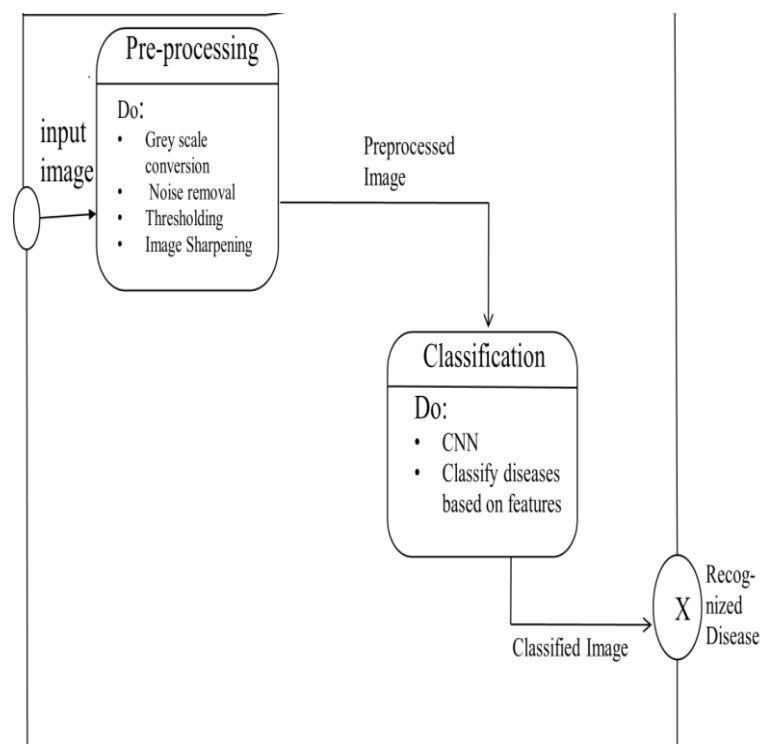 Pre-processing
Do:
• Grey scale
conversion
• Noise removal
• Thresholding
• Image Sharpening
input
image
Preprocessed
Image
Classification
Do:
• CNN
• Classify diseases
based on features
X
Recog-
nized
Disease
Classified Image